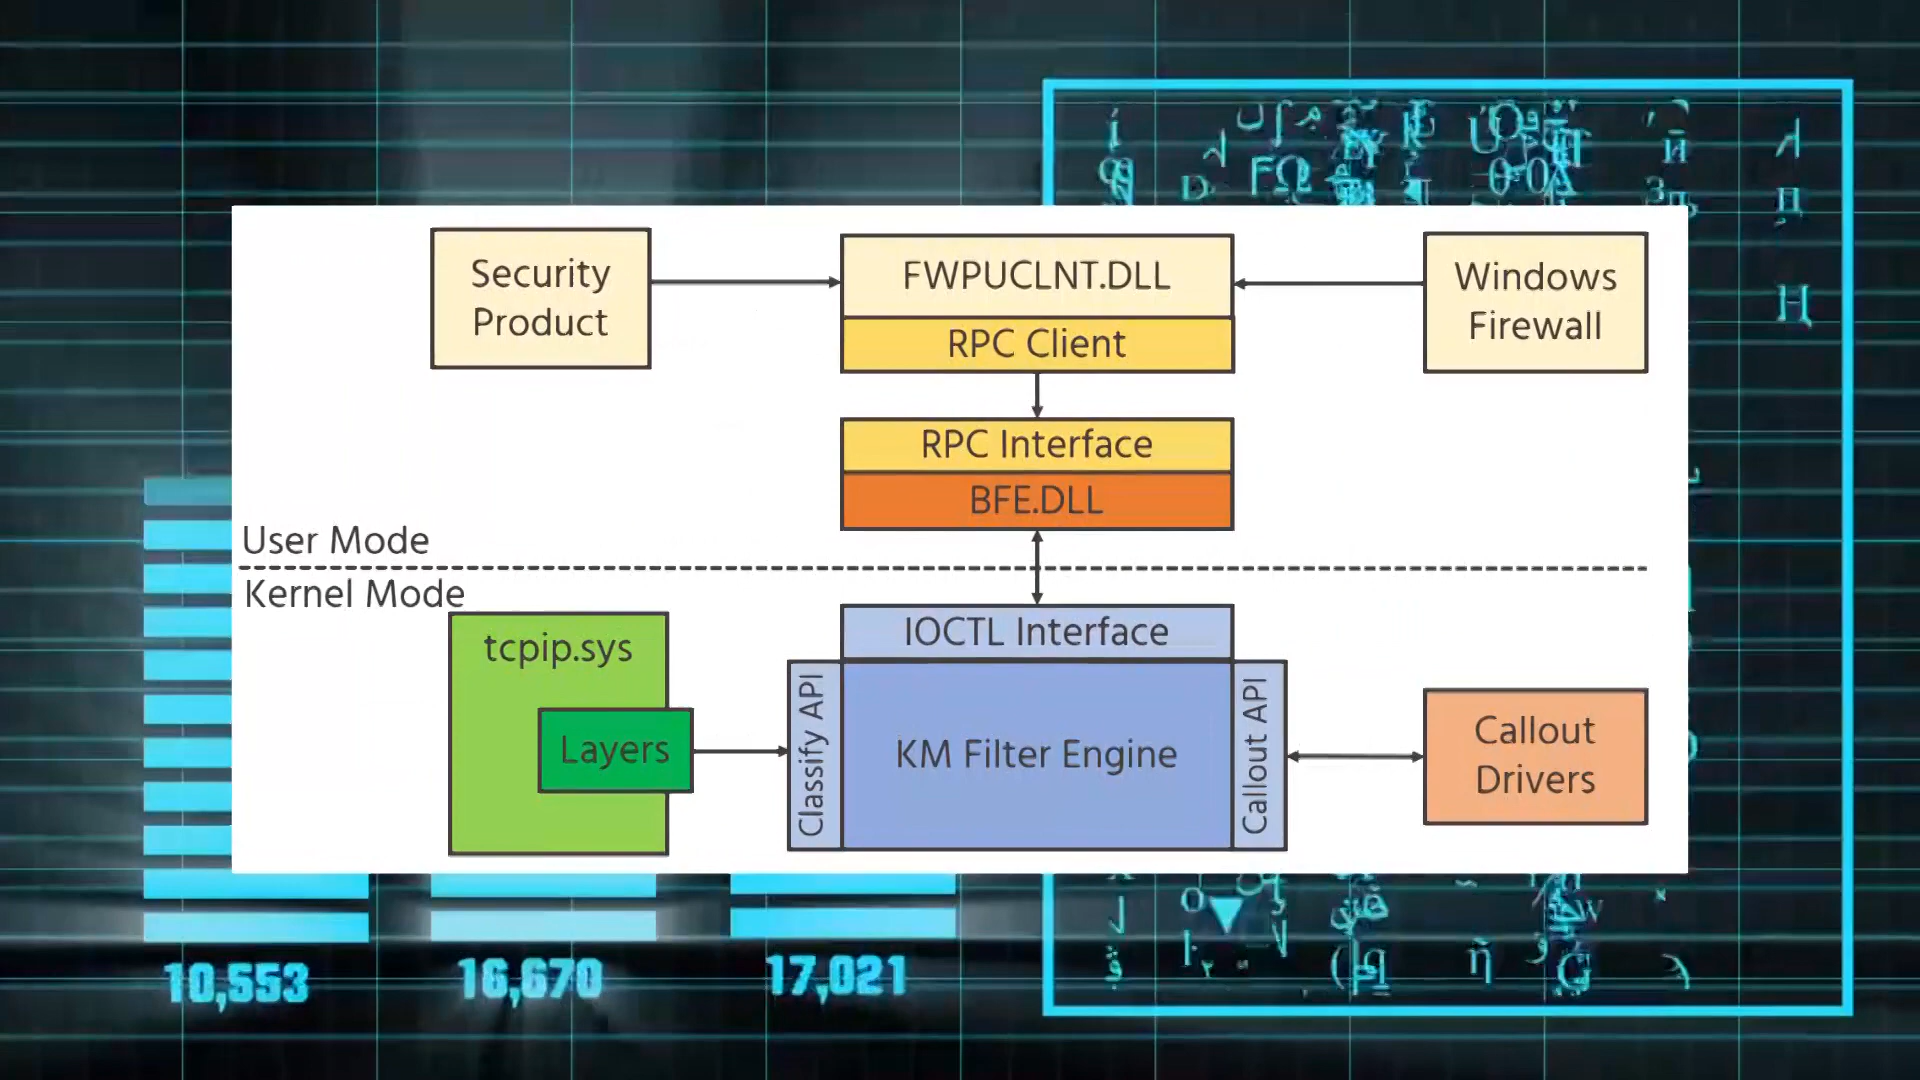 Security
Product
FWPUCLNT.DLL
RPC Client
Windows
Firewall
RPC Interface
BFE.DLL
User Mode
Kernel Mode
tcpip.sys
Layers
Classify API
IOCTL Interface
KM Filter Engine
Callout API
Callout
Drivers
10,553
16,670
17,021